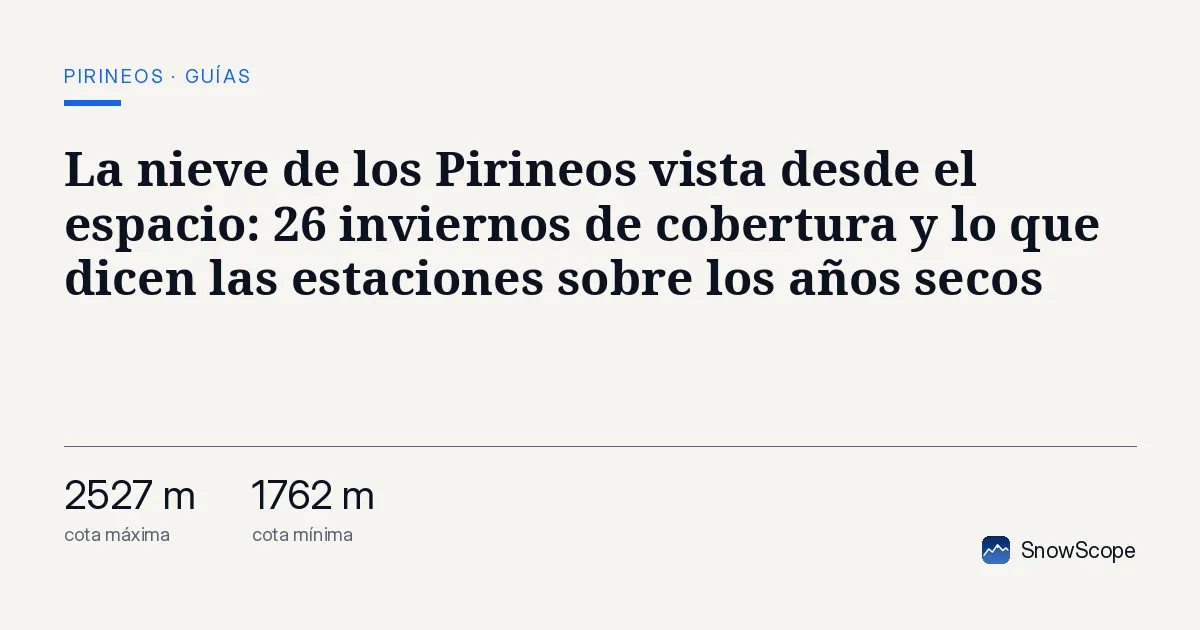 PIRINEOS · GUÍAS
La nieve de los Pirineos vista desde el
espacio: 26 inviernos de cobertura y lo que
dicen las estaciones sobre los años secos
2527 m
cota máxima
1762 m
cota mínima
SnowScope